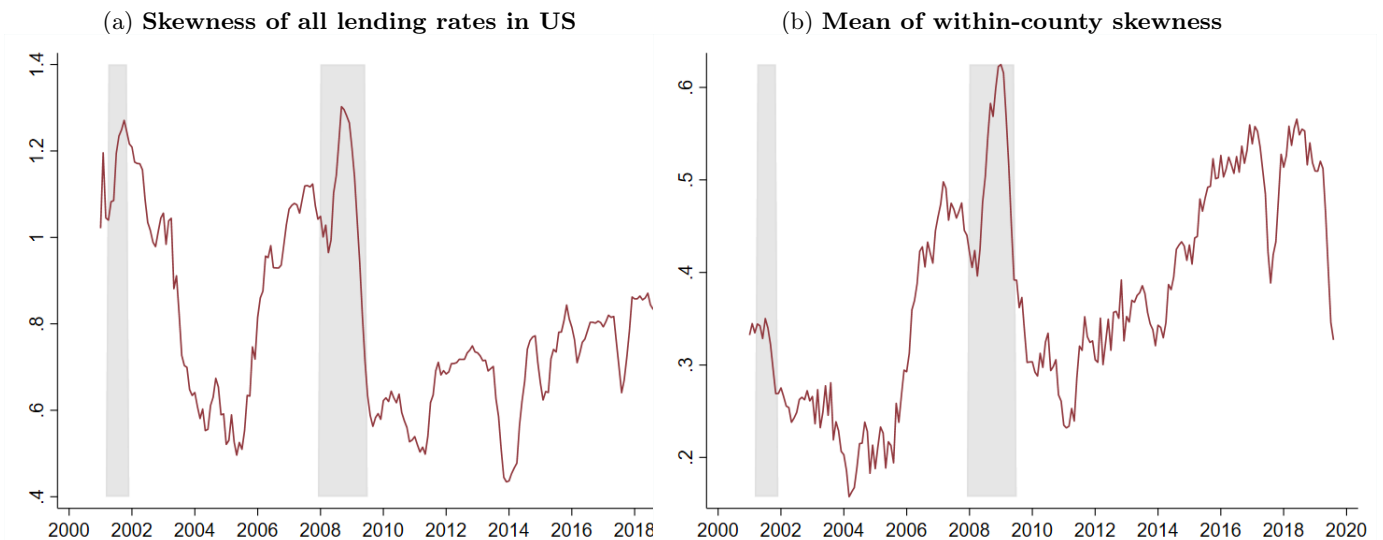 (a) Skewness of all lending rates in US
1.4
1.2
1
.8
.6
.4
2000 2002 2004 2006 2008 2010 2012 2014 2016 2018
(b) Mean of within-county skewness
.6
.5
.4
.3
.2
2000 2002 2004 2006 2008 2010 2012 2014 2016 2018 2020